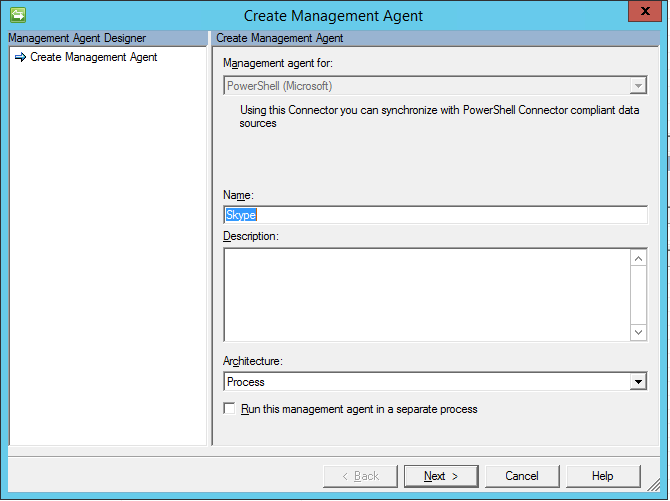 Create Management Agent
x
Management Agent Designer
Create Management Agent
Create Management Agent
Management agent for:
PowerShell (Microsoft)
Using this Connector you can synchronize with PowerShell Connector compliant data
sources
Name:
Skype
Description:
Architecture:
Process
Run this management agent in a separate process
< Back
Next >
Cancel
Help